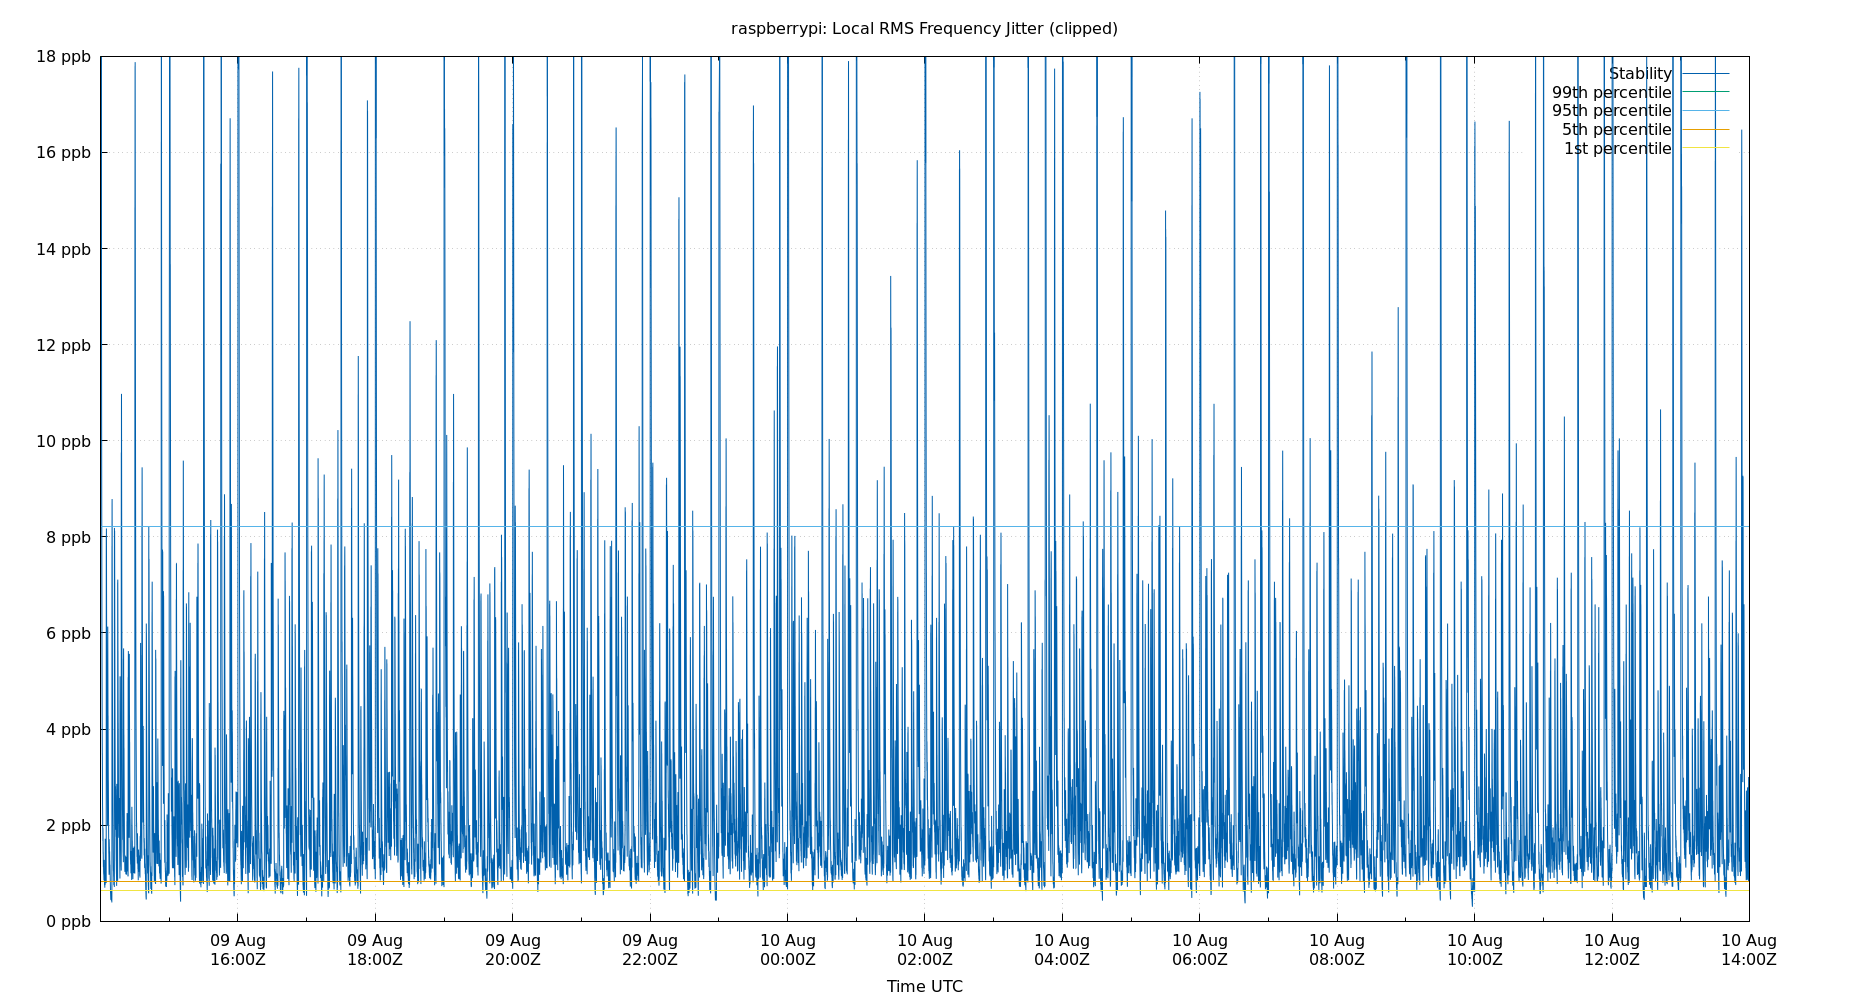 raspberrypi: Local RMS Frequency Jitter (clipped)
18 ppb
16 ppb
14 ppb
12 ppb
10 ppb
8 ppb
6 ppb
4 ppb
2 ppb
0 ppb
Stability
99th percentile
95th percentile
5th percentile
1st percentile
09 Aug
16:00Z
09 Aug
18:00Z
09 Aug
20:00Z
09 Aug
22:00Z
10 Aug
00:00Z
10 Aug
02:00Z
10 Aug
04:00Z
10 Aug
06:00Z
10 Aug
08:00Z
10 Aug
10:00Z
10 Aug
12:00Z
10 Aug
14:00Z
Time UTC